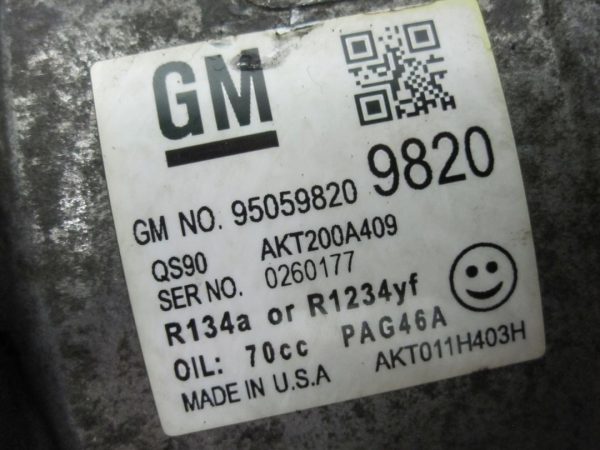 GM
GM NO. 95059820 9820
QS90 AKT200A409
SER NO. 0260177
R134a or R1234yf
OIL: 70cc PAG46A
MADE IN U.S.A AKT011H403H